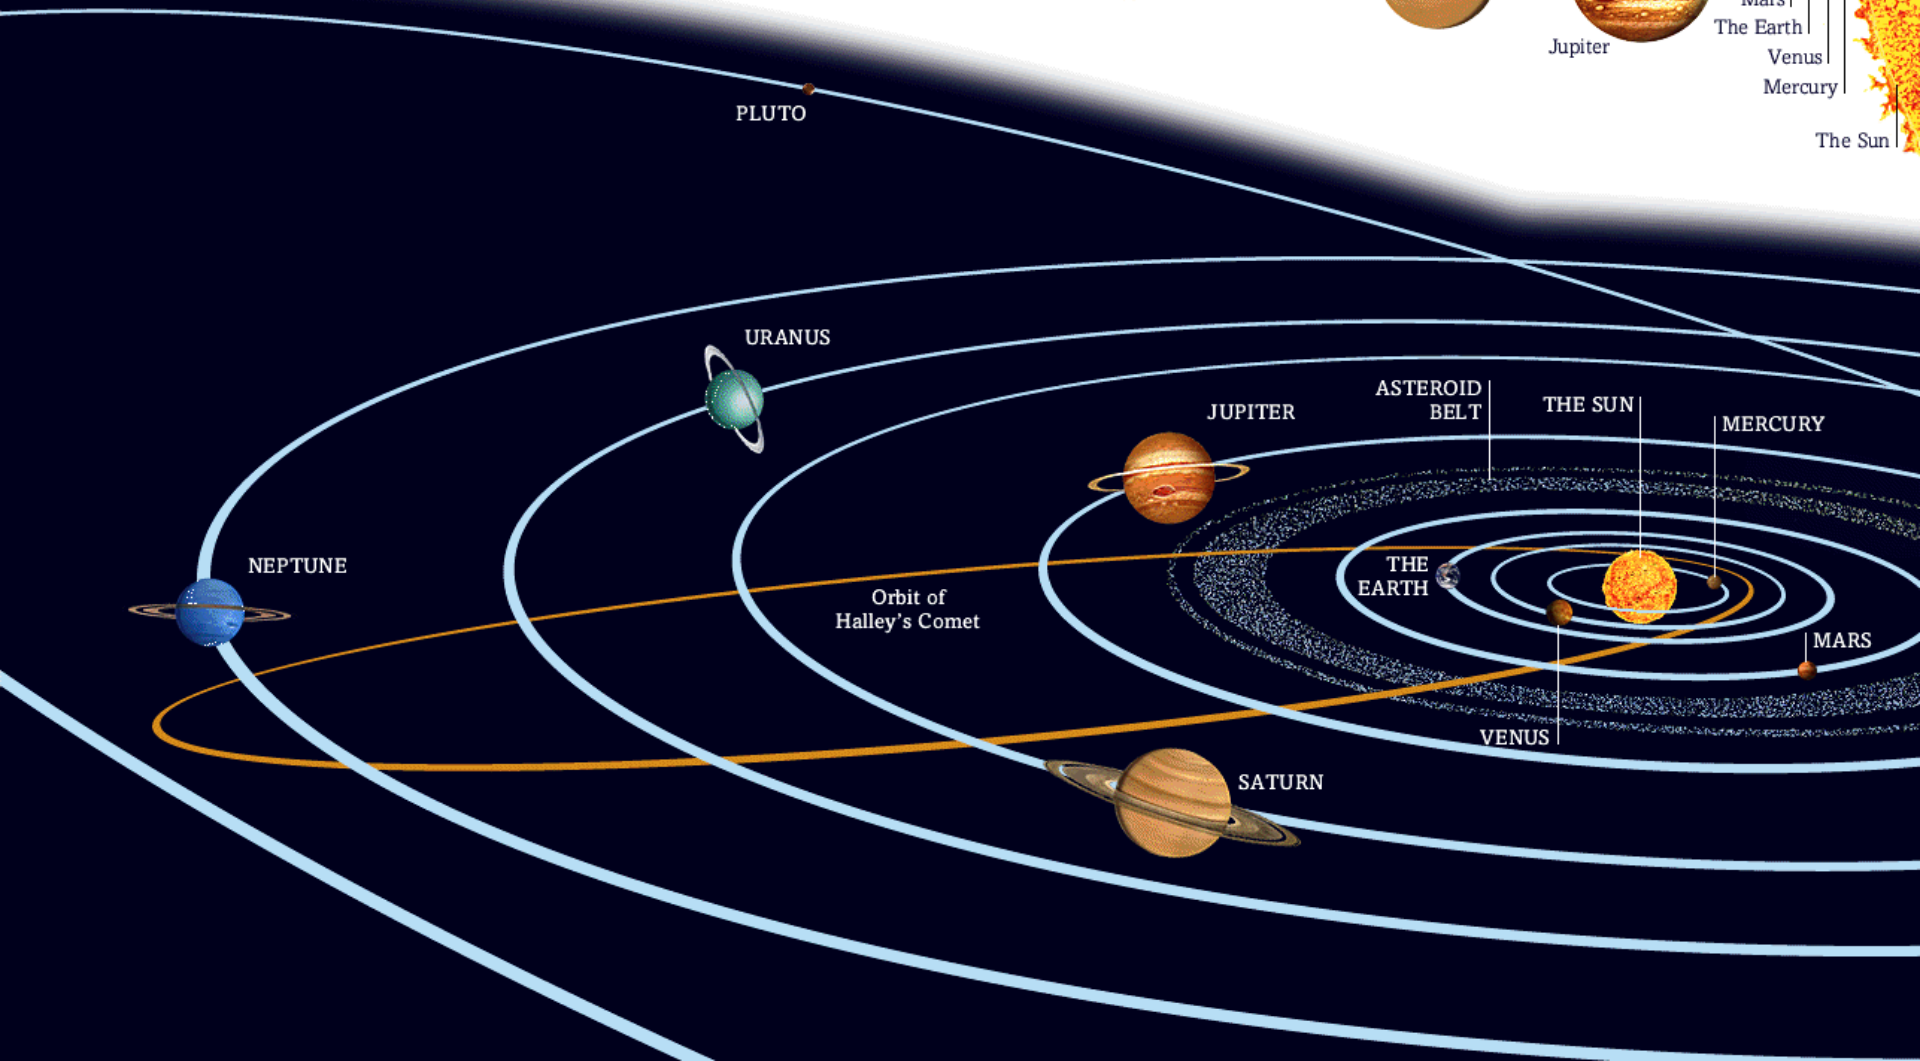 Mars
The Earth
Jupiter
Venus
Mercury
The Sun
PLUTO
URANUS
ASTEROID
BELT
THE SUN
JUPITER
MERCURY
NEPTUNE
THE
EARTH
Orbit of
Halley’s Comet
MARS
VENUS
SATURN